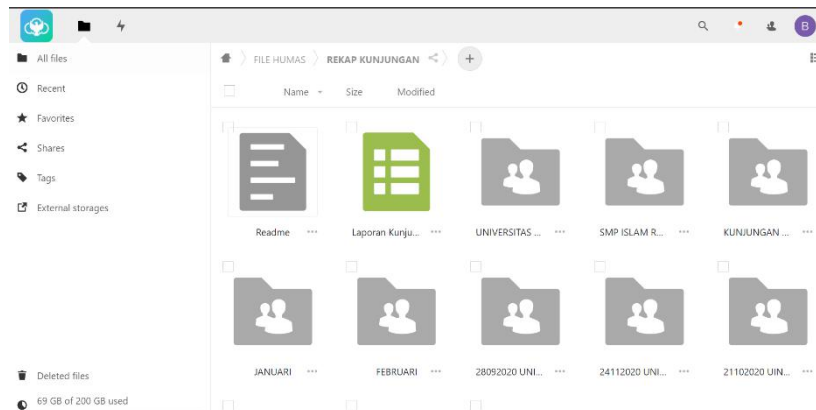 B
All files
FILE HUMAS
REKAP KUNJUNGAN
+
Recent
Name
Size
Modified
Favorites
Shares
Tags
External storages
Readme ...
Laporan Kunju... ...
UNIVERSITAS ... ...
SMP ISLAM R... ...
KUNJUNGAN ... ...
JANUARI ...
FEBRUARI ...
28092020 UNI... ...
24112020 UNI... ...
21102020 UIN... ...
Deleted files
69 GB of 200 GB used